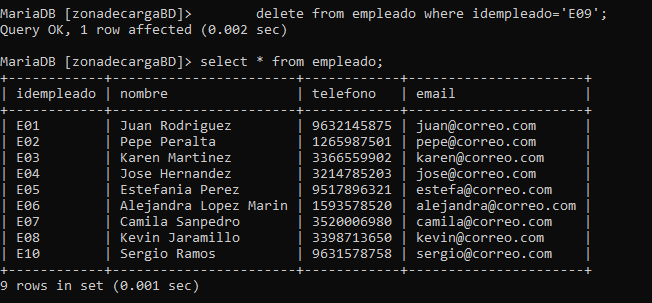 MariaDB [zonadecargaBD]>        delete from empleado where idempleado='E09';
Query OK, 1 row affected (0.002 sec)
MariaDB [zonadecargaBD]> select * from empleado;
+------------+-----------------------+------------+----------------------+
| idempleado | nombre                | telefono   | email                |
+------------+-----------------------+------------+----------------------+
| E01        | Juan Rodriguez        | 9632145875 | juan@correo.com      |
| E02        | Pepe Peralta          | 1265987501 | pepe@correo.com      |
| E03        | Karen Martinez        | 3366559902 | karen@correo.com     |
| E04        | Jose Hernandez        | 3214785203 | jose@correo.com      |
| E05        | Estefania Perez       | 9517896321 | estefa@correo.com    |
| E06        | Alejandra Lopez Marin | 1593578520 | alejandra@correo.com |
| E07        | Camila Sanpedro       | 3520006980 | camila@correo.com    |
| E08        | Kevin Jaramillo       | 3398713650 | kevin@correo.com     |
| E10        | Sergio Ramos          | 9631578758 | sergio@correo.com    |
+------------+-----------------------+------------+----------------------+
9 rows in set (0.001 sec)